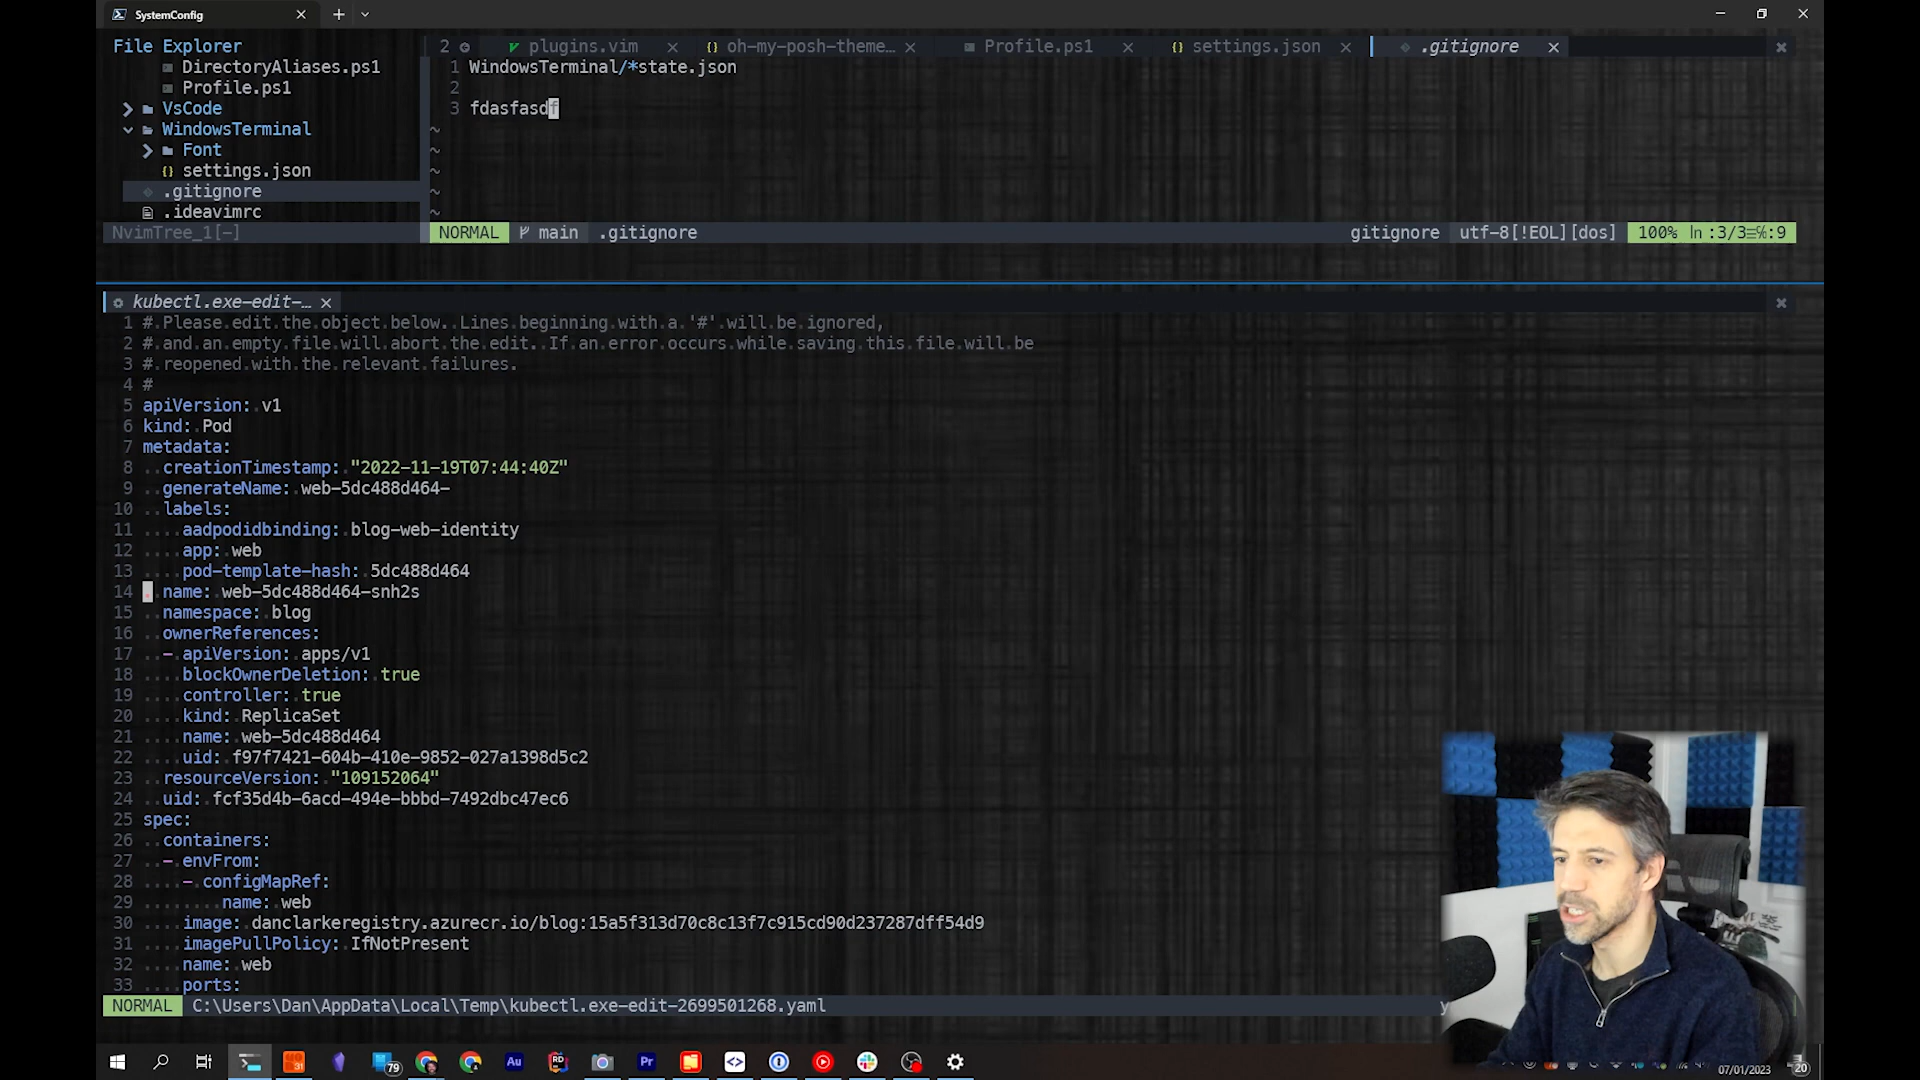 SystemConfig
File Explorer
DirectoryAliases.ps1
Profile.ps1
VsCode
WindowsTerminal
Font
settings.json
.gitignore
.ideavimrc
NvimTree_1[-]
2 plugins.vim oh-my-posh-theme… Profile.ps1 settings.json .gitignore
1 WindowsTerminal/*state.json
2
3 fdasfasdf
~
~
~
~
~
NORMAL main .gitignore gitignore utf-8[!EOL][dos] 100% ln :3/3≡%:9
kubectl.exe-edit-…
1 #.Please.edit.the.object.below..Lines.beginning.with.a.'#'.will.be.ignored,
2 #.and.an.empty.file.will.abort.the.edit..If.an.error.occurs.while.saving.this.file.will.be
3 #.reopened.with.the.relevant.failures.
4 #
5 apiVersion:.v1
6 kind:.Pod
7 metadata:
8 ..creationTimestamp:."2022-11-19T07:44:40Z"
9 ..generateName:.web-5dc488d464-
10 ..labels:
11 ....aadpodidbinding:.blog-web-identity
12 ....app:.web
13 ....pod-template-hash:.5dc488d464
14 ..name:.web-5dc488d464-snh2s
15 ..namespace:.blog
16 ..ownerReferences:
17 ..-.apiVersion:.apps/v1
18 ....blockOwnerDeletion:.true
19 ....controller:.true
20 ....kind:.ReplicaSet
21 ....name:.web-5dc488d464
22 ....uid:.f97f7421-604b-410e-9852-027a1398d5c2
23 ..resourceVersion:."109152064"
24 ..uid:.fcf35d4b-6acd-494e-bbbd-7492dbc47ec6
25 spec:
26 ..containers:
27 ..-.envFrom:
28 ....-.configMapRef:
29 ........name:.web
30 ....image:.danclarkeregistry.azurecr.io/blog:15a5f313d70c8c13f7c915cd90d237287dff54d9
31 ....imagePullPolicy:.IfNotPresent
32 ....name:.web
33 ....ports:
NORMAL C:\Users\Dan\AppData\Local\Temp\kubectl.exe-edit-2699501268.yaml y
31 79 Au RD Pr
07/01/2023 20